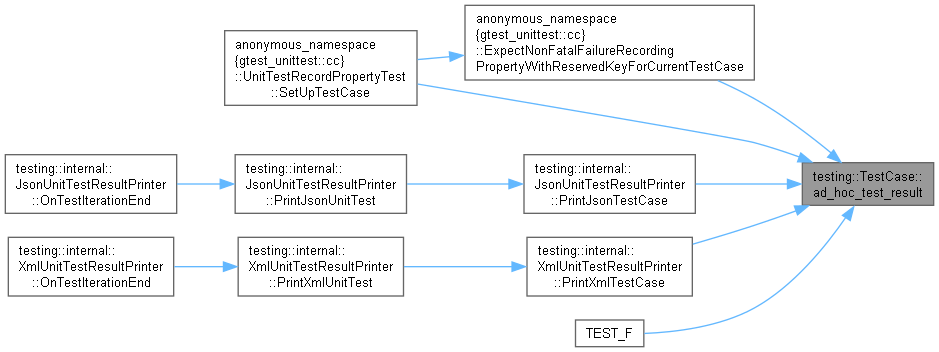 anonymous_namespace
{gtest_unittest::cc}
::UnitTestRecordPropertyTest
::SetUpTestCase
anonymous_namespace
{gtest_unittest::cc}
::ExpectNonFatalFailureRecording
PropertyWithReservedKeyForCurrentTestCase
testing::internal::
JsonUnitTestResultPrinter
::OnTestIterationEnd
testing::internal::
JsonUnitTestResultPrinter
::PrintJsonUnitTest
testing::internal::
JsonUnitTestResultPrinter
::PrintJsonTestCase
testing::TestCase::
ad_hoc_test_result
testing::internal::
XmlUnitTestResultPrinter
::OnTestIterationEnd
testing::internal::
XmlUnitTestResultPrinter
::PrintXmlUnitTest
testing::internal::
XmlUnitTestResultPrinter
::PrintXmlTestCase
TEST_F